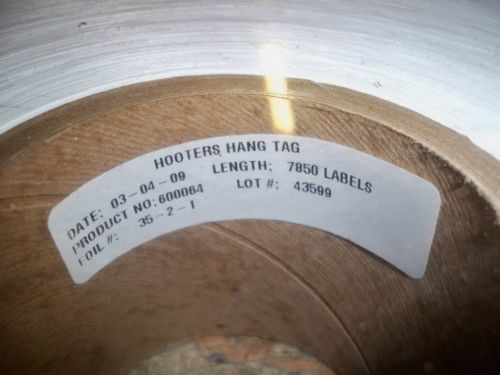 HOOTERS HANG TAG
DATE: 03-04-09 LENGTH: 7850 LABELS
PRODUCT NO:600064 LOT #: 43599
FOIL #: 35-2-1